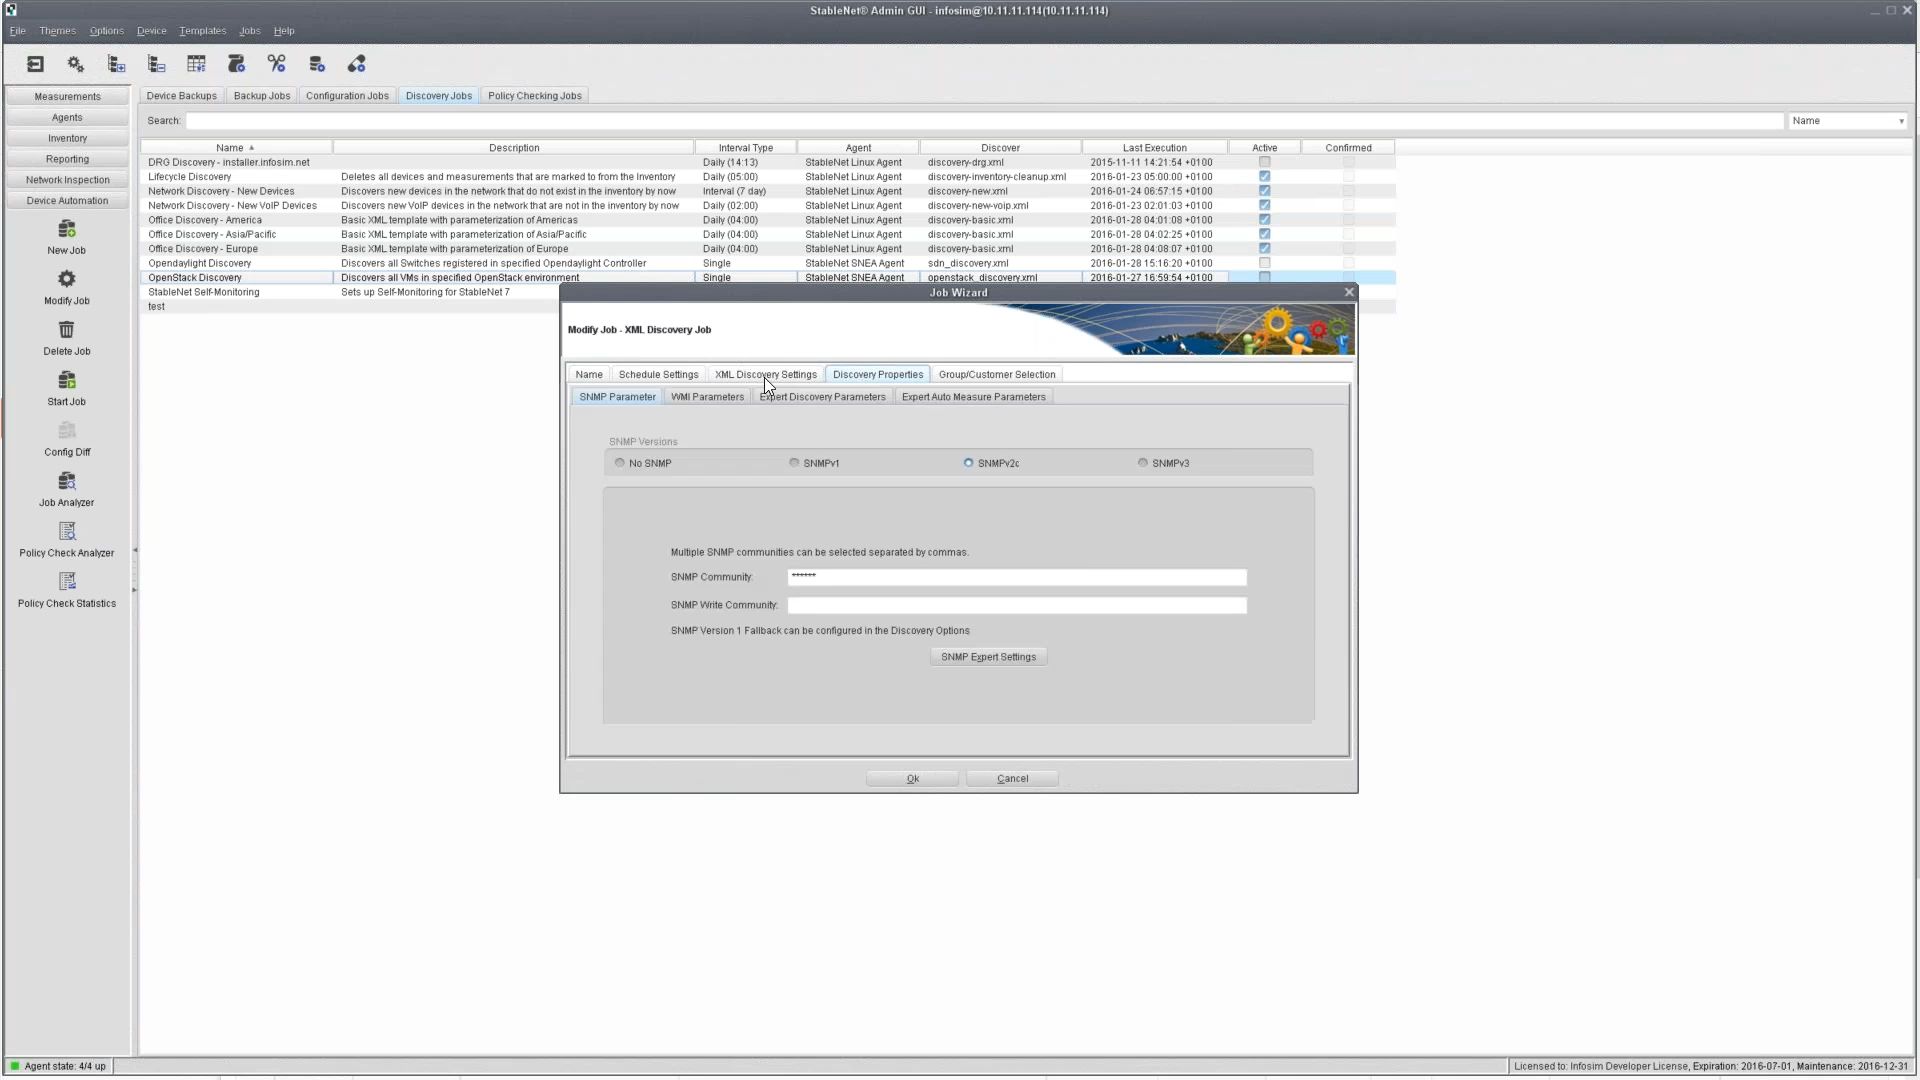 StableNet® Admin GUI - infosim@10.11.11.114(10.11.11.114)
File Themes Options Device Templates Jobs Help
Measurements
Agents
Inventory
Reporting
Network Inspection
Device Automation
New Job
Modify Job
Delete Job
Start Job
Config Diff
Job Analyzer
Policy Check Analyzer
Policy Check Statistics
Device Backups Backup Jobs Configuration Jobs Discovery Jobs Policy Checking Jobs
Search: Name
Name Description Interval Type Agent Discover Last Execution Active Confirmed
DRG Discovery - installer.infosim.net Daily (14:13) StableNet Linux Agent discovery-drg.xml 2015-11-11 14:21:54 +0100
Lifecycle Discovery Deletes all devices and measurements that are marked to from the Inventory Daily (05:00) StableNet Linux Agent discovery-inventory-cleanup.xml 2016-01-23 05:00:00 +0100
Network Discovery - New Devices Discovers new devices in the network that do not exist in the inventory by now Interval (7 day) StableNet Linux Agent discovery-new.xml 2016-01-24 06:57:15 +0100
Network Discovery - New VoIP Devices Discovers new VoIP devices in the network that are not in the inventory by now Daily (02:00) StableNet Linux Agent discovery-new-voip.xml 2016-01-23 02:01:03 +0100
Office Discovery - America Basic XML template with parameterization of Americas Daily (04:00) StableNet Linux Agent discovery-basic.xml 2016-01-28 04:01:08 +0100
Office Discovery - Asia/Pacific Basic XML template with parameterization of Asia/Pacific Daily (04:00) StableNet Linux Agent discovery-basic.xml 2016-01-28 04:02:25 +0100
Office Discovery - Europe Basic XML template with parameterization of Europe Daily (04:00) StableNet Linux Agent discovery-basic.xml 2016-01-28 04:08:07 +0100
Opendaylight Discovery Discovers all Switches registered in specified Opendaylight Controller Single StableNet SNEA Agent sdn_discovery.xml 2016-01-28 15:16:20 +0100
OpenStack Discovery Discovers all VMs in specified OpenStack environment Single StableNet SNEA Agent openstack_discovery.xml 2016-01-27 16:59:54 +0100
StableNet Self-Monitoring Sets up Self-Monitoring for StableNet 7
test
Job Wizard
Modify Job - XML Discovery Job
Name Schedule Settings XML Discovery Settings Discovery Properties Group/Customer Selection
SNMP Parameter WMI Parameters Expert Discovery Parameters Expert Auto Measure Parameters
SNMP Versions
No SNMP SNMPv1 SNMPv2c SNMPv3
Multiple SNMP communities can be selected separated by commas.
SNMP Community: ******
SNMP Write Community:
SNMP Version 1 Fallback can be configured in the Discovery Options
SNMP Expert Settings
Ok Cancel
Agent state: 4/4 up
Licensed to: Infosim Developer License, Expiration: 2016-07-01, Maintenance: 2016-12-31